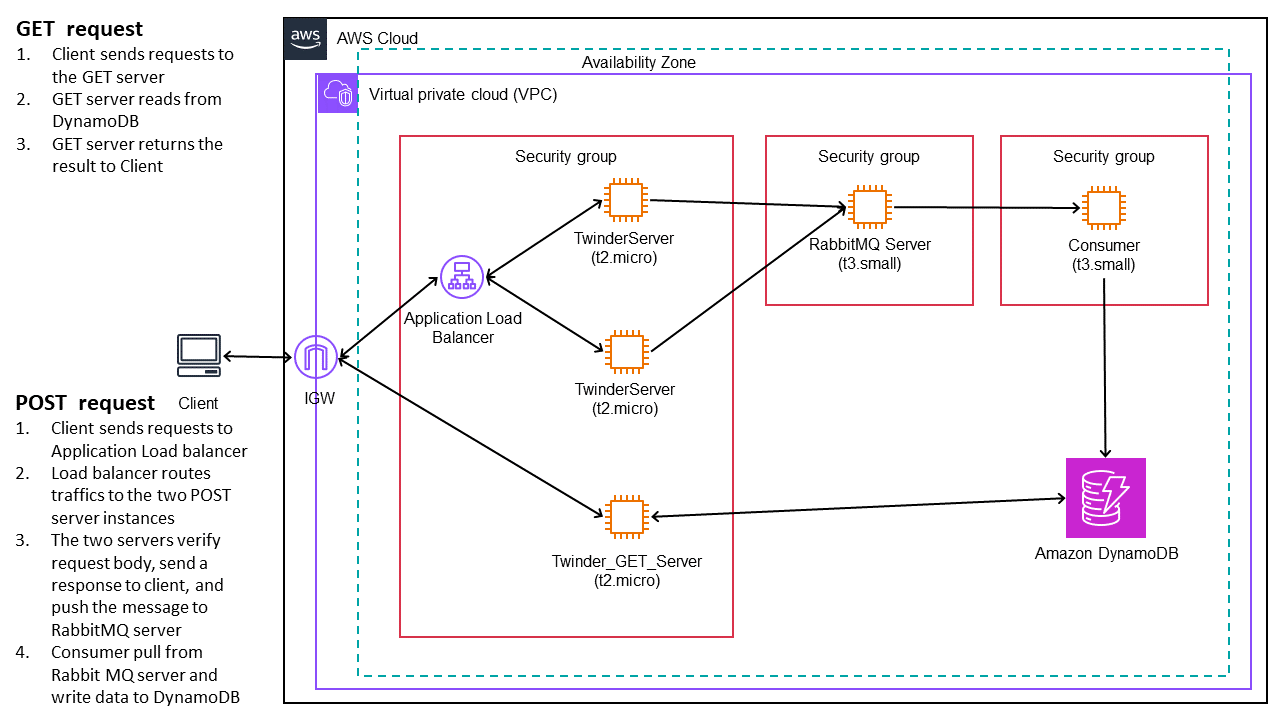 GET request
1. Client sends requests to
the GET server
2. GET server reads from
DynamoDB
3. GET server returns the
result to Client
POST request
1. Client sends requests to
Application Load balancer
2. Load balancer routes
traffics to the two POST
server instances
3. The two servers verify
request body, send a
response to client, and
push the message to
RabbitMQ server
4. Consumer pull from
Rabbit MQ server and
write data to DynamoDB
Client
aws
AWS Cloud
Availability Zone
Virtual private cloud (VPC)
IGW
Security group
TwinderServer
(t2.micro)
Application Load
Balancer
TwinderServer
(t2.micro)
Twinder_GET_Server
(t2.micro)
Security group
RabbitMQ Server
(t3.small)
Security group
Consumer
(t3.small)
Amazon DynamoDB